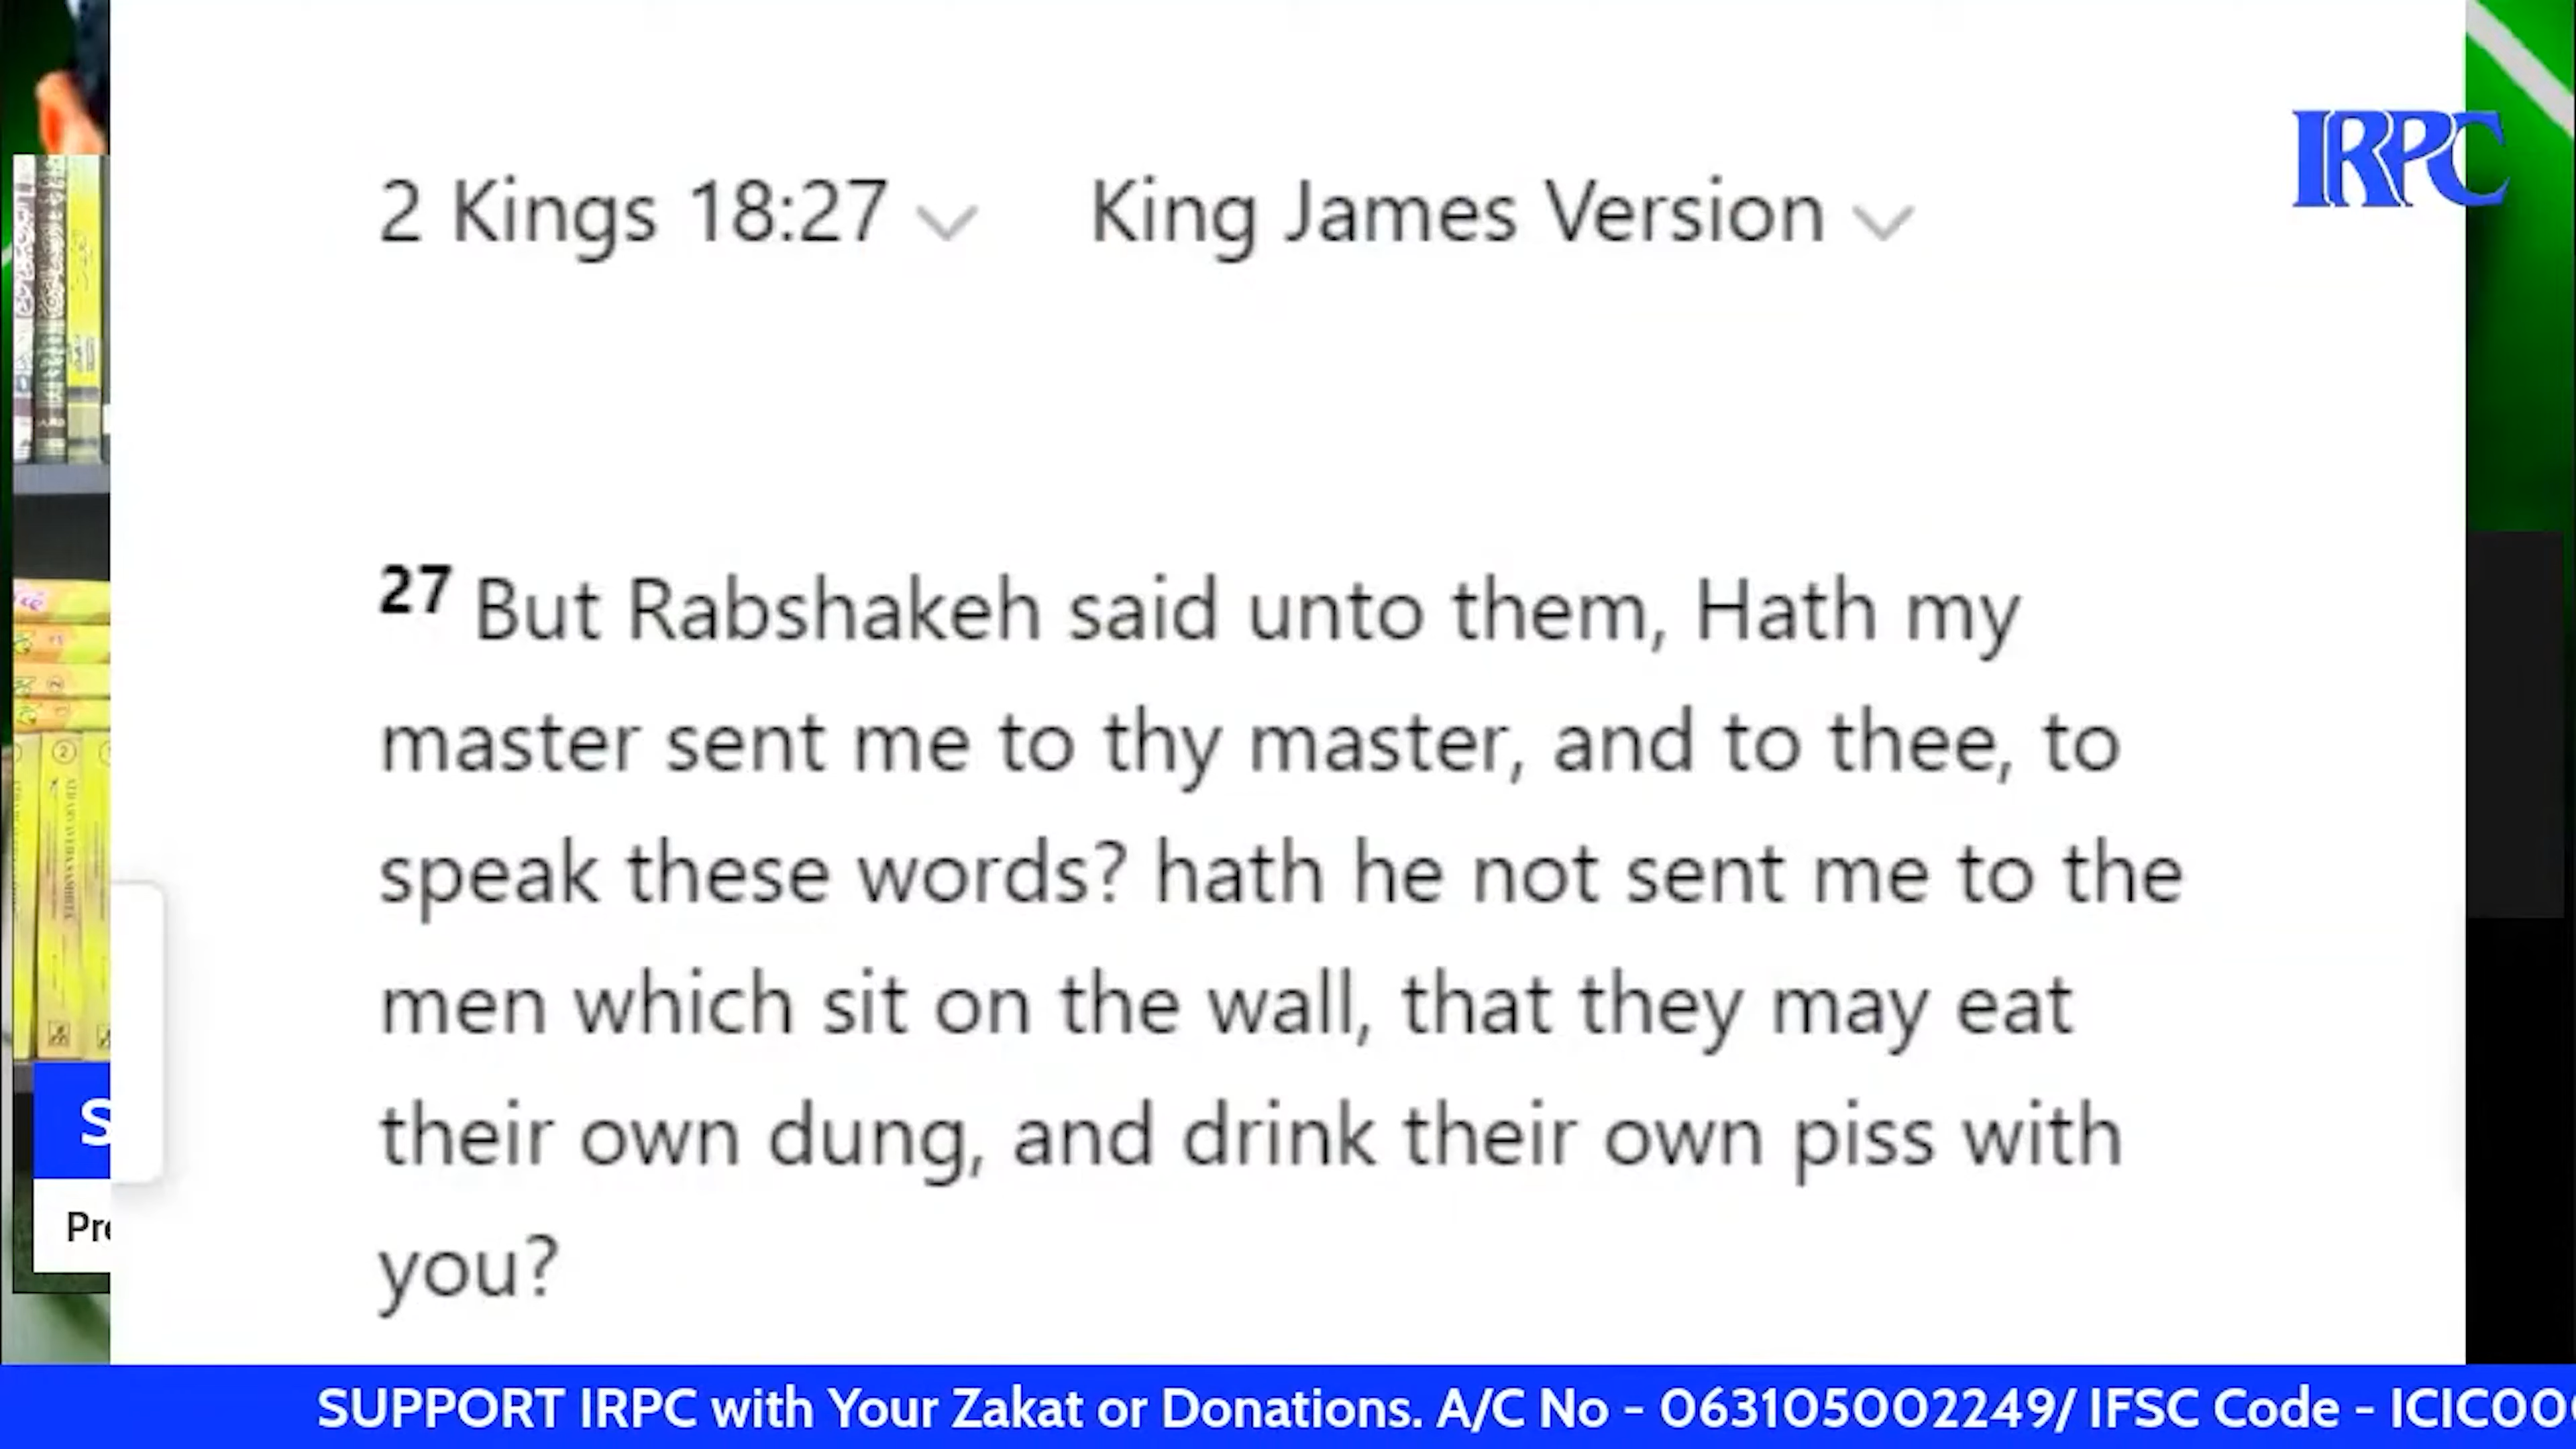 IRPC
2 Kings 18:27 King James Version
27 But Rabshakeh said unto them, Hath my
master sent me to thy master, and to thee, to
speak these words? hath he not sent me to the
men which sit on the wall, that they may eat
their own dung, and drink their own piss with
you?
S
Pre
SUPPORT IRPC with Your Zakat or Donations. A/C No - 063105002249/ IFSC Code - ICIC00